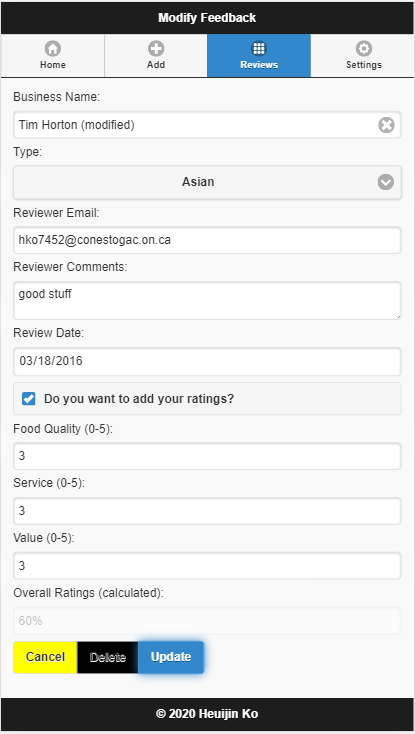 Modify Feedback
Home Add Reviews Settings
Business Name:
Tim Horton (modified)
Type:
Asian
Reviewer Email:
hko7452@conestogac.on.ca
Reviewer Comments:
good stuff
Review Date:
03/18/2016
Do you want to add your ratings?
Food Quality (0-5):
3
Service (0-5):
3
Value (0-5):
3
Overall Ratings (calculated):
60%
Cancel Delete Update
© 2020 Heuijin Ko